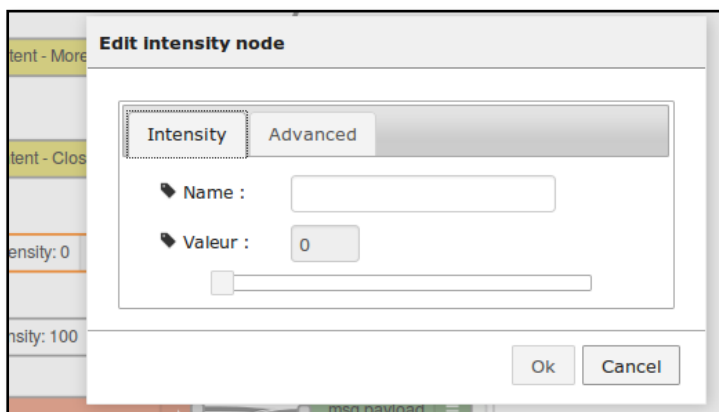 Edit intensity node
tent - More
Intensity Advanced
tent - Clos
Name :
Valeur : 0
ensity: 0
nsity: 100
Ok Cancel
msg.payload